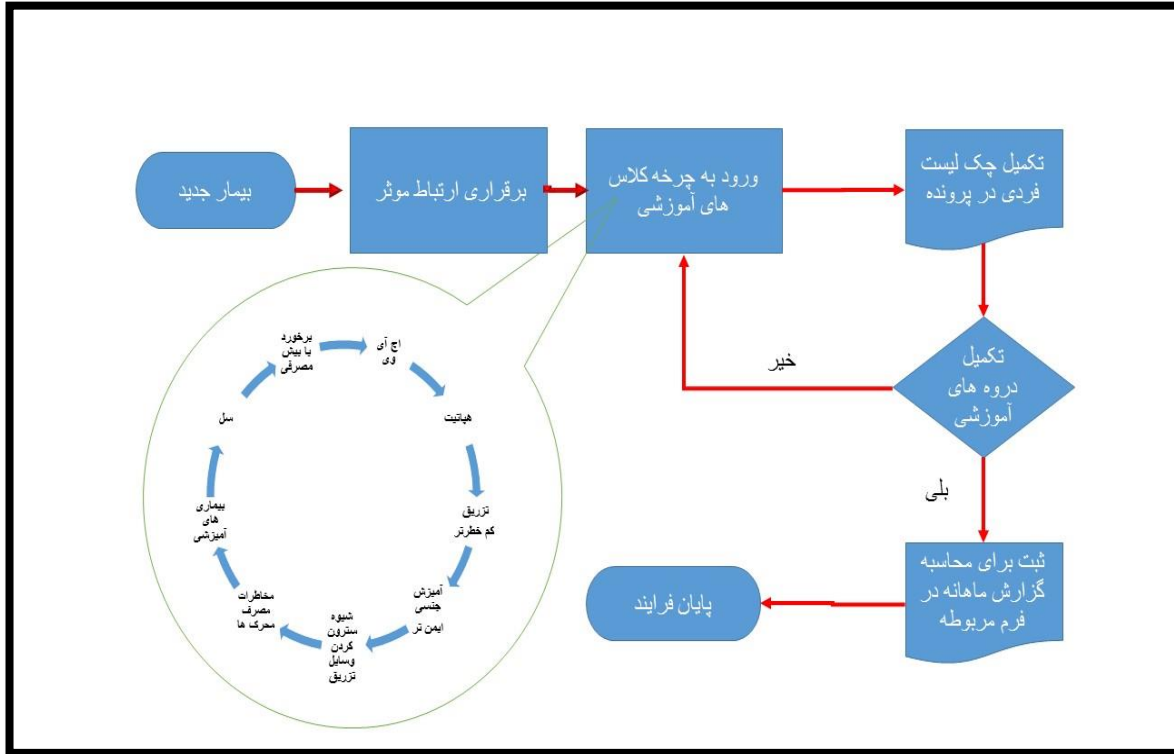 بیمار جدید
برقراری ارتباط موثر
ورود به چرخه کلاس
های آموزشی
تکمیل چک لیست
فردی در پرونده
تکمیل
دروه های
آموزشی
خیر
بلی
ثبت برای محاسبه
گزارش ماهانه در
فرم مربوطه
پایان فرایند
اچ آی
وی
هپاتیت
تزریق
کم خطرتر
آمیزش
جنسی
ایمن تر
شیوه
سترون
کردن
وسایل
تزریق
مخاطرات
مصرف
محرک ها
بیماری
های
آمیزشی
سل
برخورد
با بیش
مصرفی